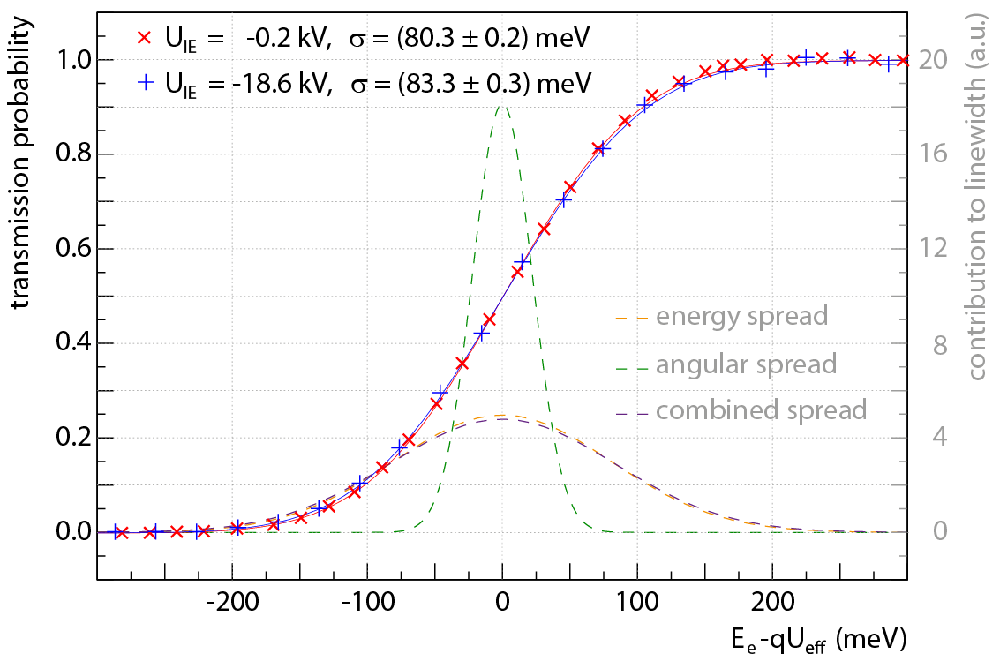 U_IE = -0.2 kV, σ = (80.3 ± 0.2) meV
U_IE = -18.6 kV, σ = (83.3 ± 0.3) meV
transmission probability
1.0
0.8
0.6
0.4
0.2
0.0
contribution to linewidth (a.u.)
20
16
12
8
4
0
energy spread
angular spread
combined spread
-200 -100 0 100 200
E_e -qU_eff (meV)